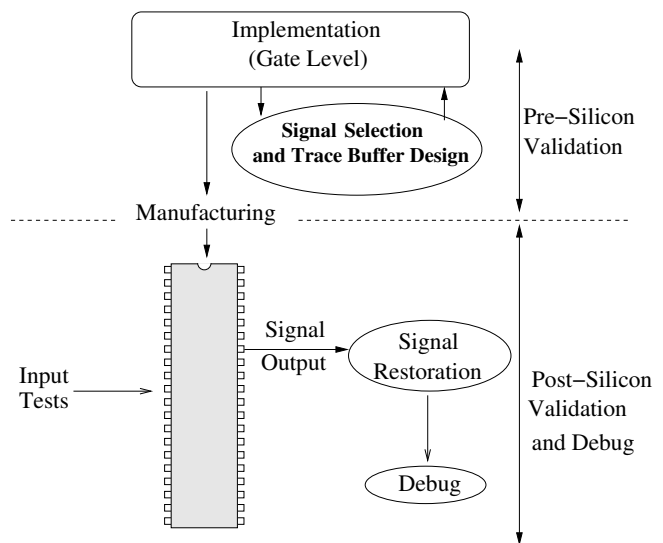 Implementation
(Gate Level)
Signal Selection
and Trace Buffer Design
Pre–Silicon
Validation
Manufacturing
Signal
Output
Signal
Restoration
Input
Tests
Post–Silicon
Validation
and Debug
Debug